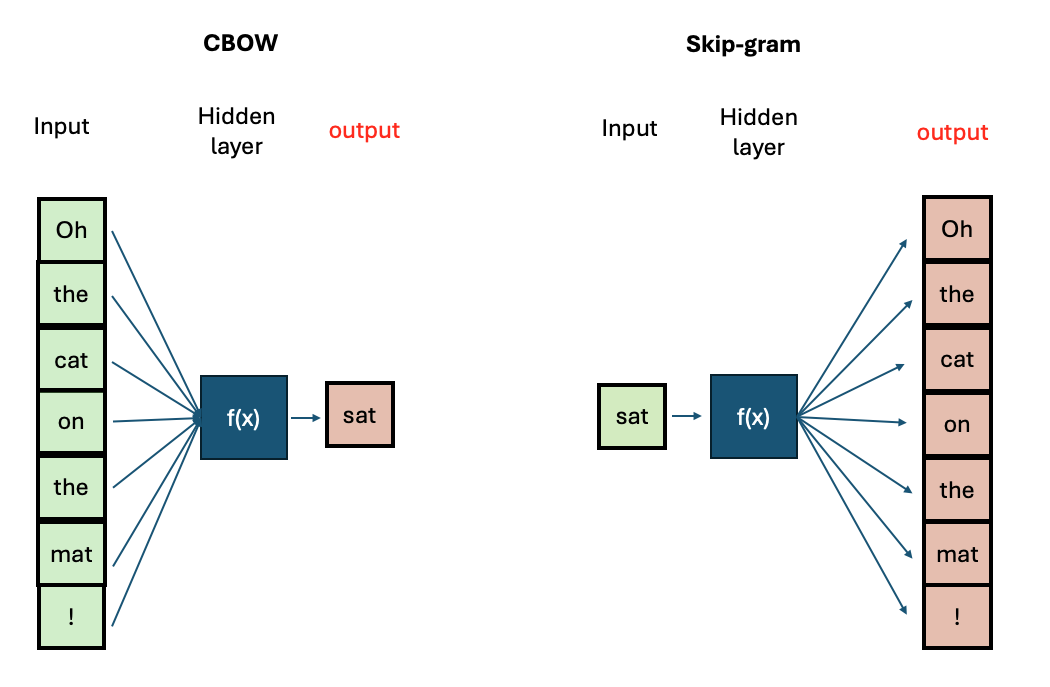 CBOW
Input
Hidden
layer
output
Oh
the
cat
on
the
mat
!
f(x)
sat
Skip-gram
Input
Hidden
layer
output
sat
f(x)
Oh
the
cat
on
the
mat
!